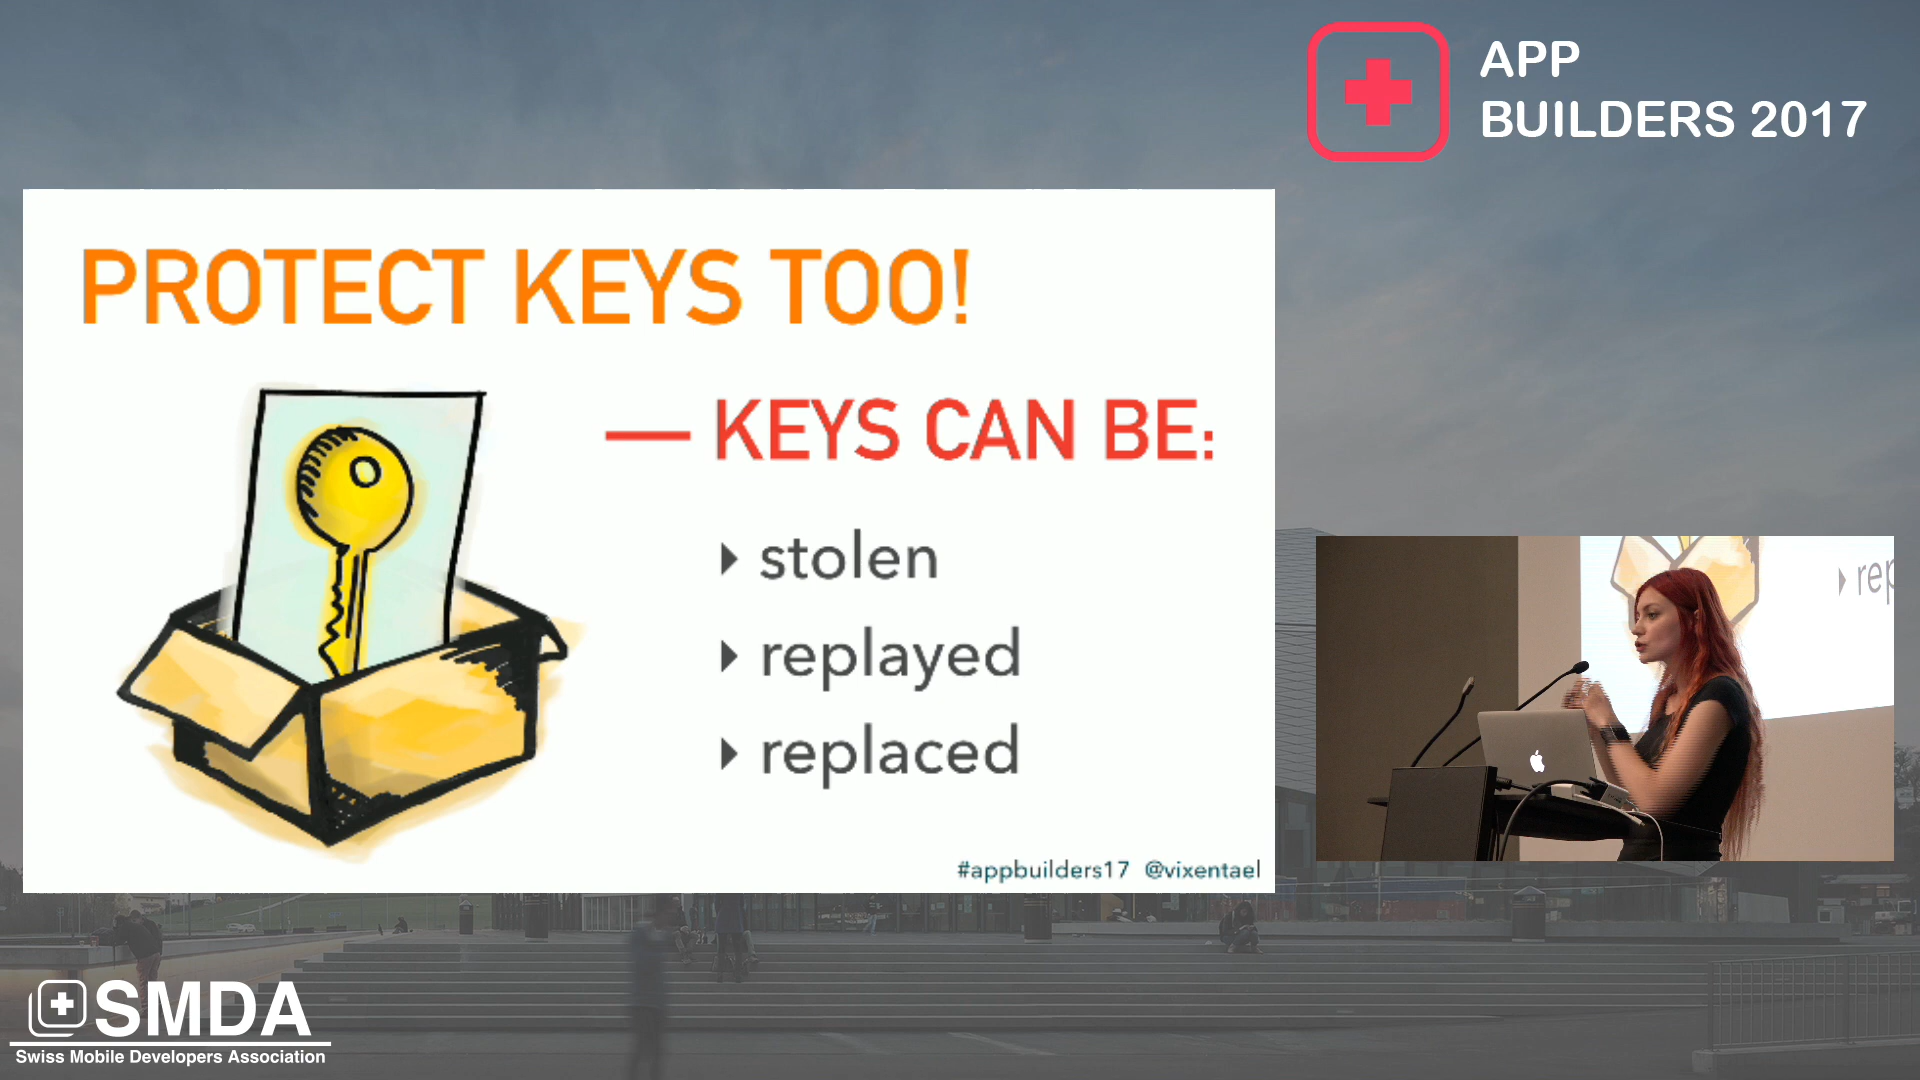 APP
BUILDERS 2017
PROTECT KEYS TOO!
— KEYS CAN BE:
stolen
replayed
replaced
#appbuilders17 @vixentael
rep
SMDA
Swiss Mobile Developers Association